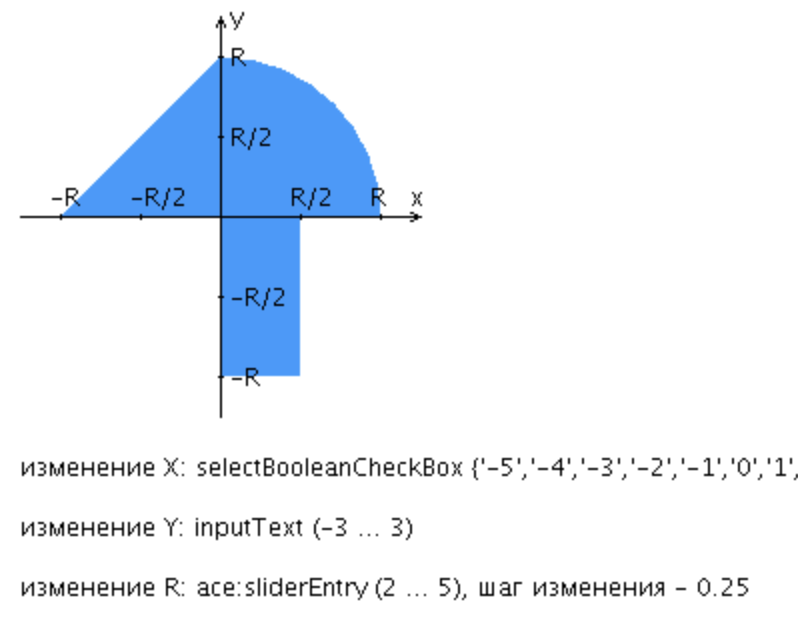 y
R
R/2
-R
-R/2
R/2
R
x
-R/2
-R
изменение X: selectBooleanCheckBox {'-5','-4','-3','-2','-1','0','1',
изменение Y: inputText (-3 ... 3)
изменение R: ace:sliderEntry (2 ... 5), шаг изменения - 0.25